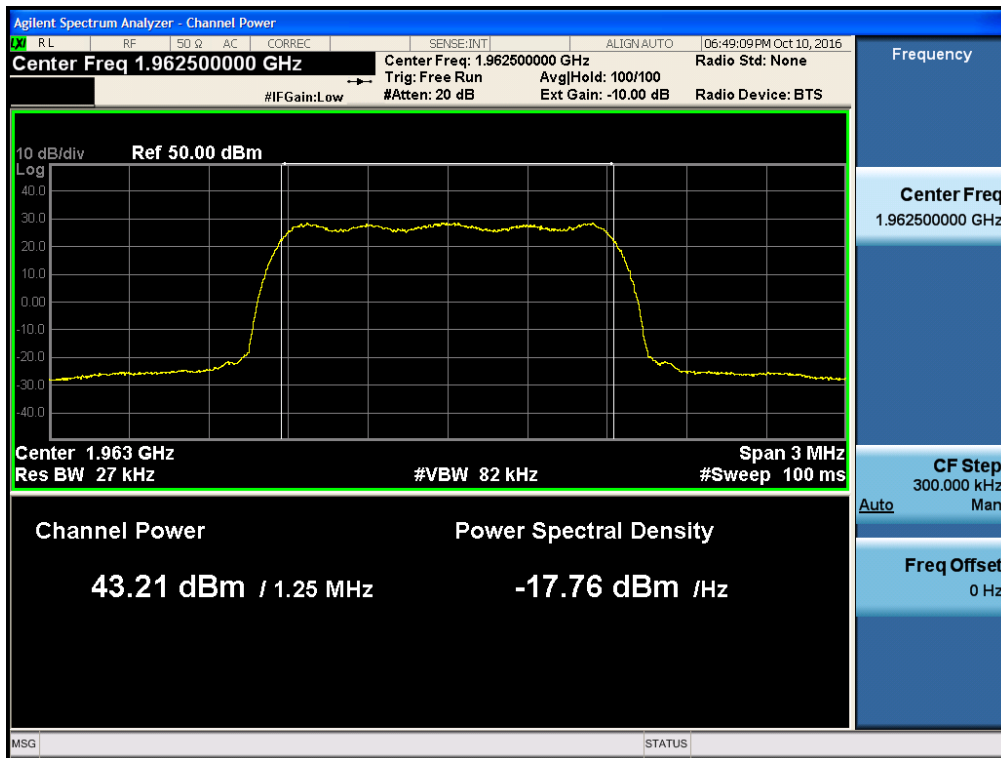 Agilent Spectrum Analyzer - Channel Power
LXI RL RF 50 Ω AC CORREC SENSE:INT ALIGN AUTO 06:49:09 PM Oct 10, 2016
Center Freq 1.962500000 GHz
#IFGain:Low
Center Freq: 1.962500000 GHz
Trig: Free Run Avg|Hold: 100/100
#Atten: 20 dB Ext Gain: -10.00 dB
Radio Std: None
Radio Device: BTS
10 dB/div Ref 50.00 dBm
Log
40.0
30.0
20.0
10.0
0.00
-10.0
-20.0
-30.0
-40.0
Center 1.963 GHz Span 3 MHz
Res BW 27 kHz #VBW 82 kHz #Sweep 100 ms
Channel Power Power Spectral Density
43.21 dBm / 1.25 MHz -17.76 dBm /Hz
Frequency
Center Freq
1.962500000 GHz
CF Step
300.000 kHz
Auto Man
Freq Offset
0 Hz
MSG STATUS